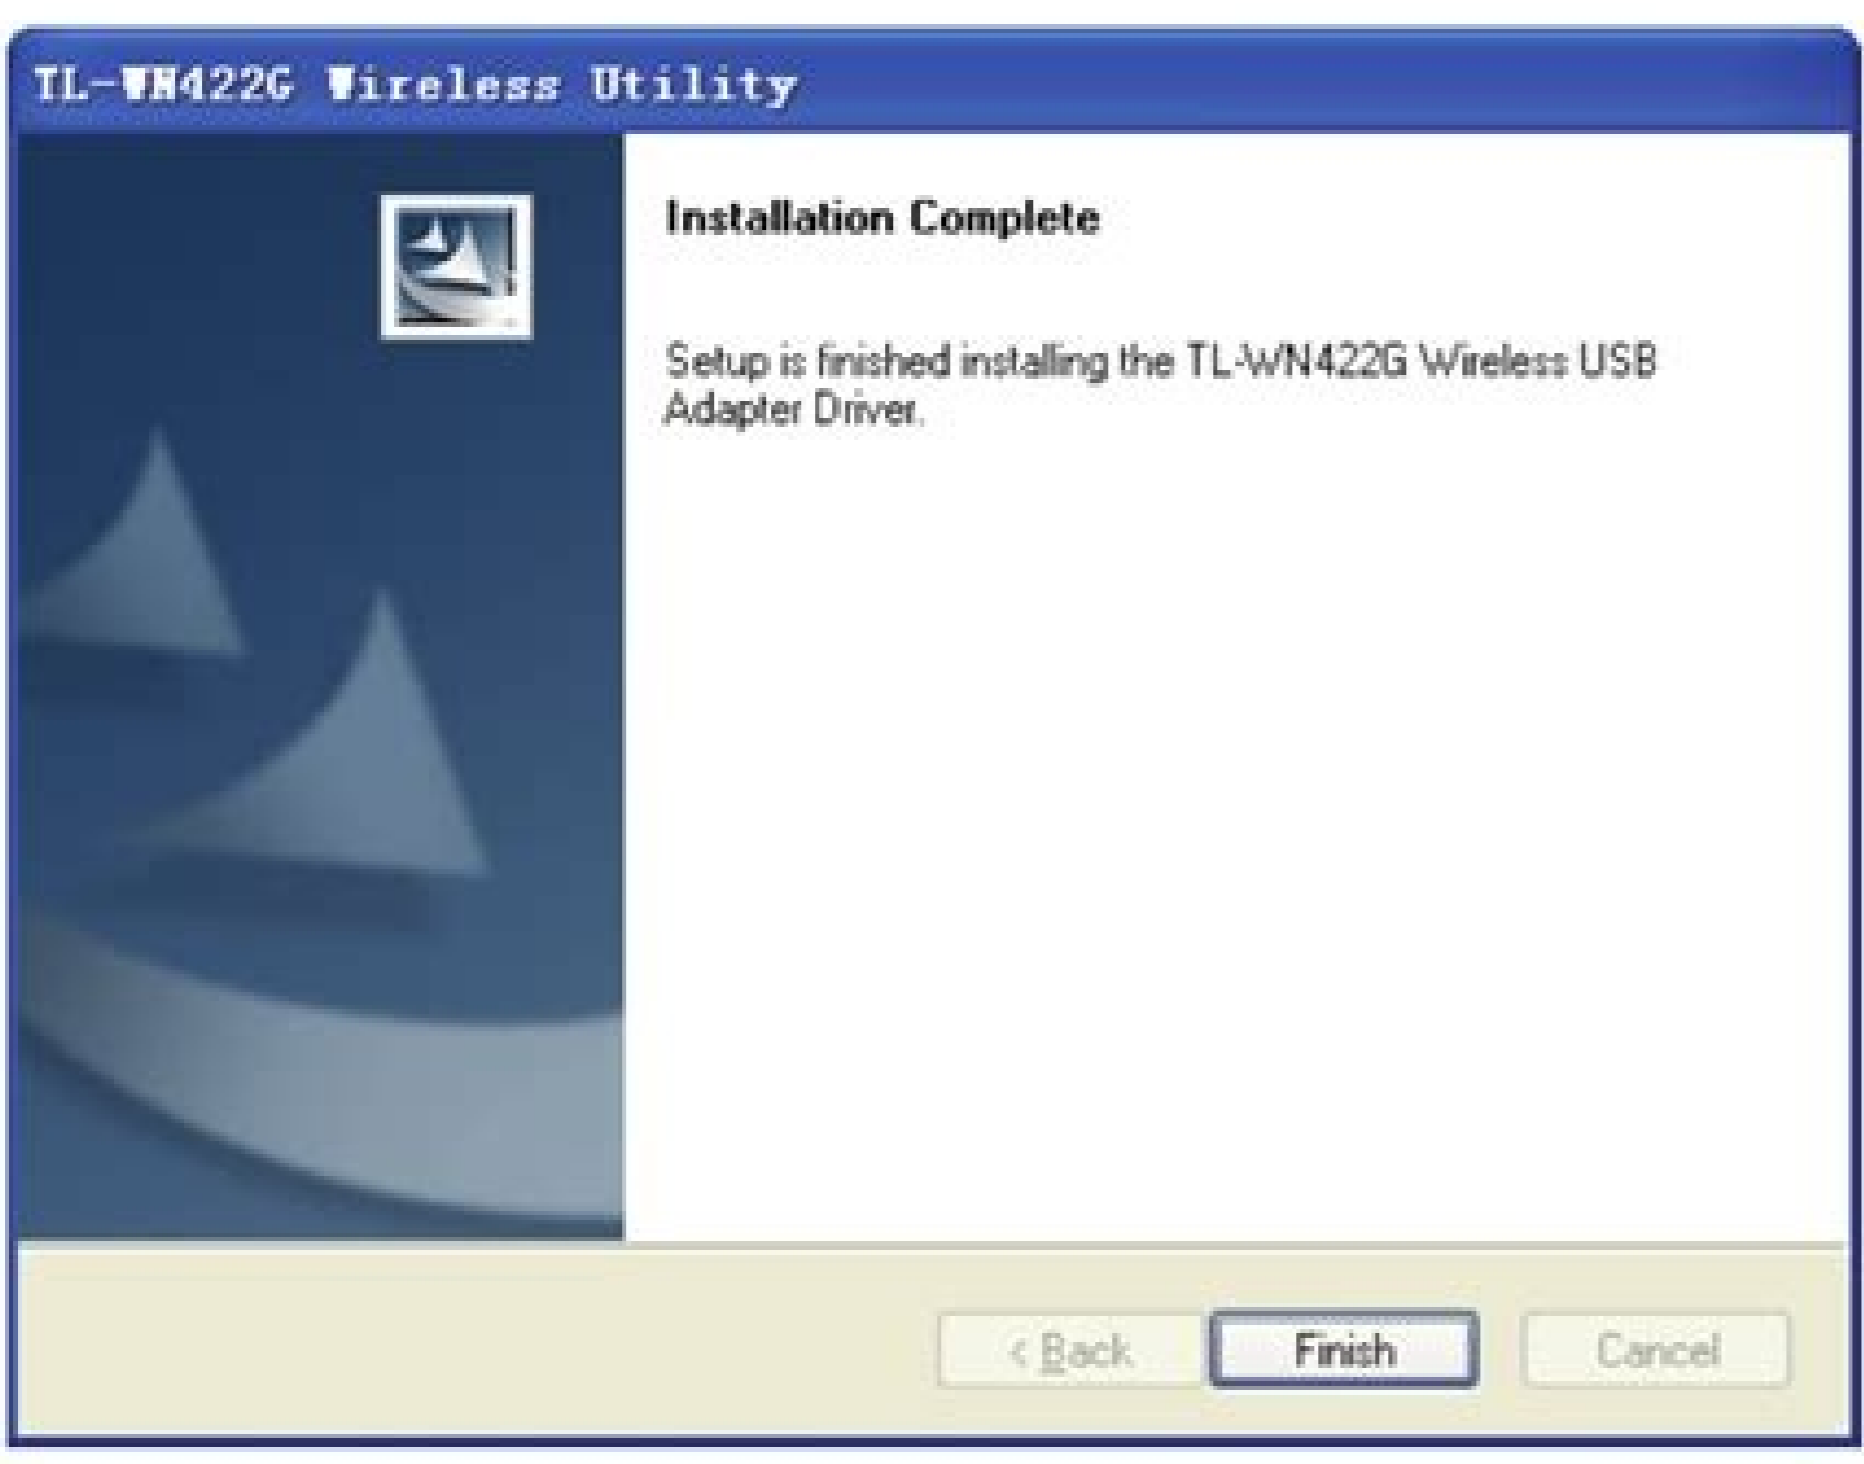 TL-WN422G Wireless Utility
Installation Complete
Setup is finished installing the TL-WN422G Wireless USB
Adapter Driver.
< Back
Finish
Cancel